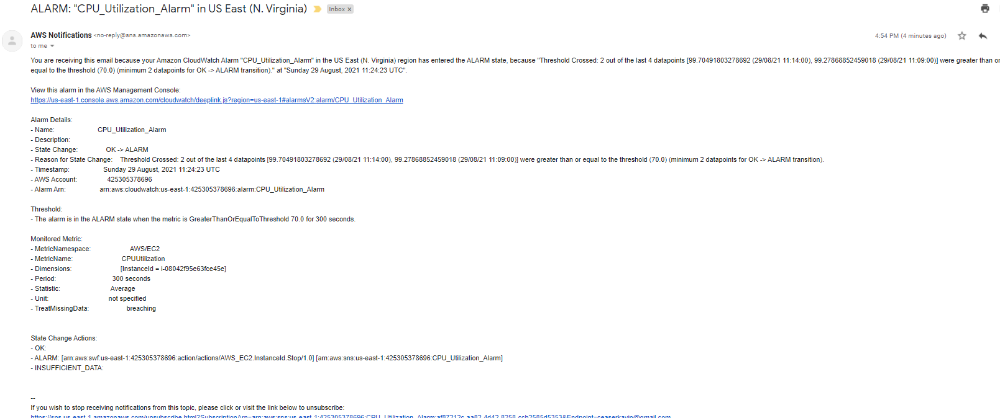 ALARM: "CPU_Utilization_Alarm" in US East (N. Virginia) Inbox x
AWS Notifications <no-reply@sns.amazonaws.com> 4:54 PM (4 minutes ago)
to me
You are receiving this email because your Amazon CloudWatch Alarm "CPU_Utilization_Alarm" in the US East (N. Virginia) region has entered the ALARM state, because "Threshold Crossed: 2 out of the last 4 datapoints [99.70491803278692 (29/08/21 11:14:00), 99.27868852459018 (29/08/21 11:09:00)] were greater than or
equal to the threshold (70.0) (minimum 2 datapoints for OK -> ALARM transition)." at "Sunday 29 August, 2021 11:24:23 UTC".
View this alarm in the AWS Management Console:
https://us-east-1.console.aws.amazon.com/cloudwatch/deeplink.js?region=us-east-1#alarmsV2:alarm/CPU_Utilization_Alarm
Alarm Details:
- Name: CPU_Utilization_Alarm
- Description:
- State Change: OK -> ALARM
- Reason for State Change: Threshold Crossed: 2 out of the last 4 datapoints [99.70491803278692 (29/08/21 11:14:00), 99.27868852459018 (29/08/21 11:09:00)] were greater than or equal to the threshold (70.0) (minimum 2 datapoints for OK -> ALARM transition).
- Timestamp: Sunday 29 August, 2021 11:24:23 UTC
- AWS Account: 425305378696
- Alarm Arn: arn:aws:cloudwatch:us-east-1:425305378696:alarm:CPU_Utilization_Alarm
Threshold:
- The alarm is in the ALARM state when the metric is GreaterThanOrEqualToThreshold 70.0 for 300 seconds.
Monitored Metric:
- MetricNamespace: AWS/EC2
- MetricName: CPUUtilization
- Dimensions: [InstanceId = i-08042f95e63fce45e]
- Period: 300 seconds
- Statistic: Average
- Unit: not specified
- TreatMissingData: breaching
State Change Actions:
- OK:
- ALARM: [arn:aws:swf:us-east-1:425305378696:action/actions/AWS_EC2.InstanceId.Stop/1.0] [arn:aws:sns:us-east-1:425305378696:CPU_Utilization_Alarm]
- INSUFFICIENT_DATA:
--
If you wish to stop receiving notifications from this topic, please click or visit the link below to unsubscribe:
https://sns.us-east-1.amazonaws.com/unsubscribe.html?SubscriptionArn=arn:aws:sns:us-east-1:425305378696:CPU_Utilization_Alarm:af87212c-aa82-4d42-8258-ccb2585d5353&Endpoint=ceaserkavin@gmail.com